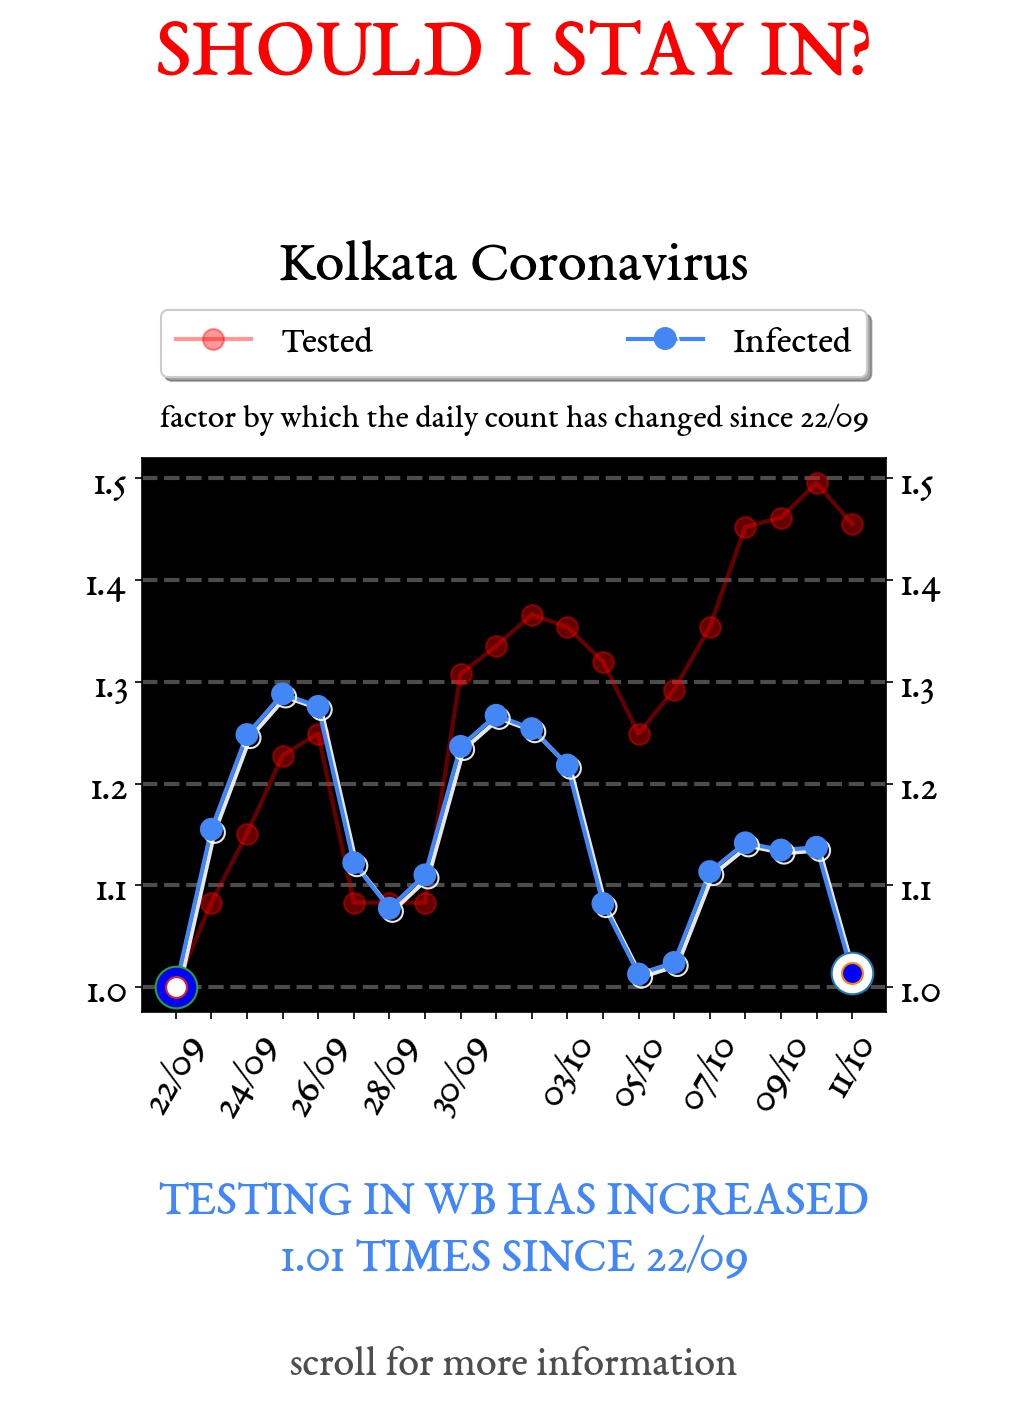 SHOULD I STAY IN?
Kolkata Coronavirus
Tested Infected
factor by which the daily count has changed since 22/09
1.5 1.5
1.4 1.4
1.3 1.3
1.2 1.2
1.1 1.1
1.0 1.0
22/09 24/09 26/09 28/09 30/09 03/10 05/10 07/10 09/10 11/10
TESTING IN WB HAS INCREASED
1.01 TIMES SINCE 22/09
scroll for more information